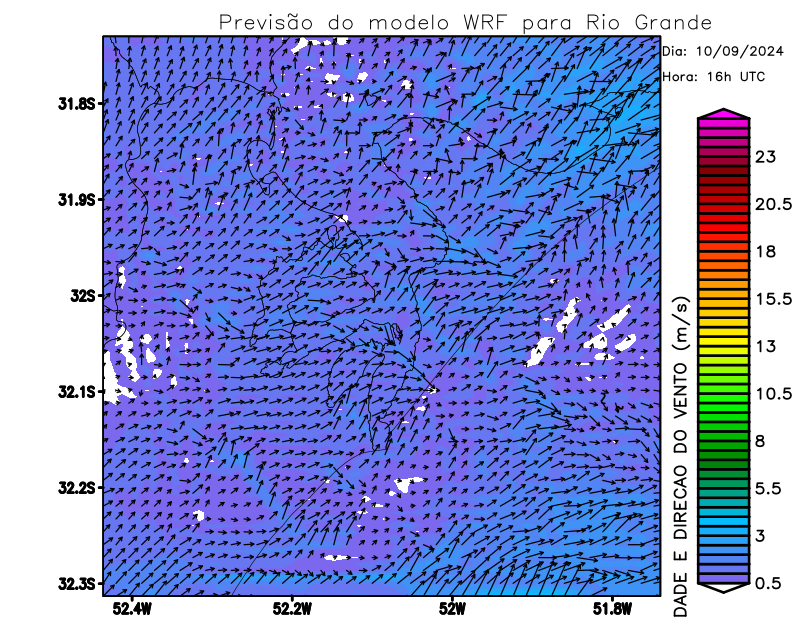 Previsão do modelo WRF para Rio Grande
Dia: 10/09/2024
Hora: 16h UTC
31.8S
31.9S
32S
32.1S
32.2S
32.3S
52.4W
52.2W
52W
51.8W
23
20.5
18
15.5
13
10.5
8
5.5
3
0.5
DADE E DIRECAO DO VENTO (m/s)